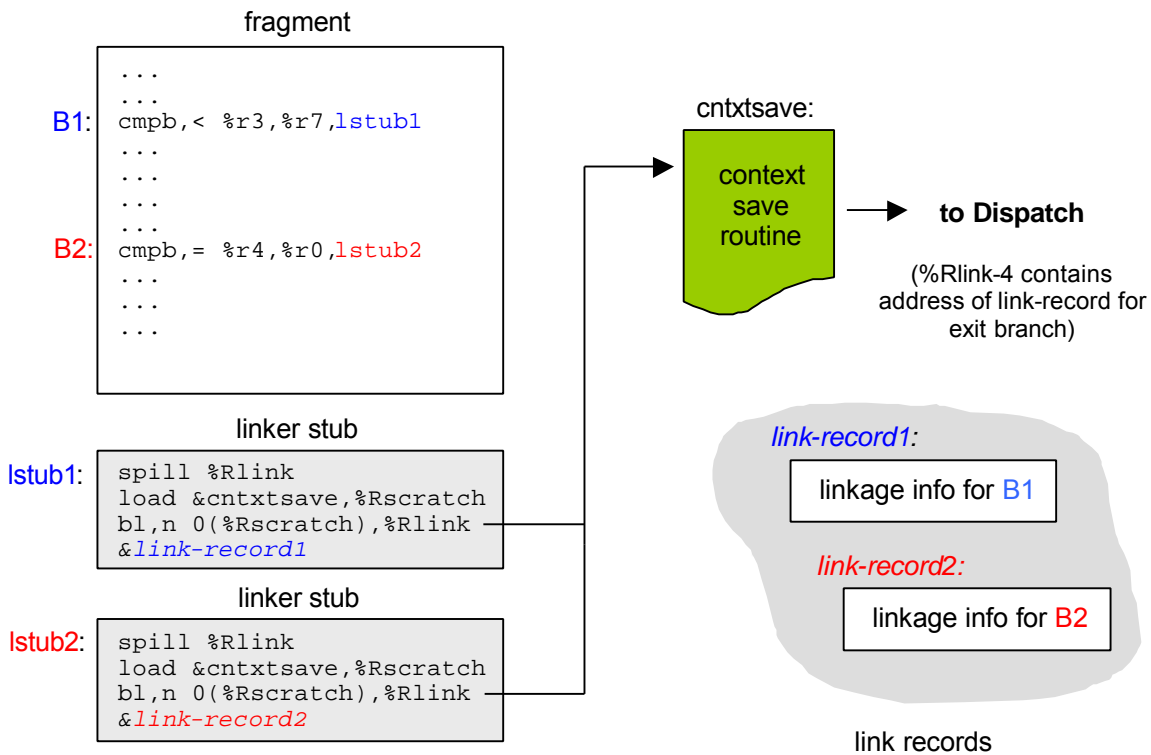 fragment
...
...
B1: cmpb,< %r3,%r7,lstub1
...
...
...
...
B2: cmpb,= %r4,%r0,lstub2
...
...
...
linker stub
lstub1: spill %Rlink
load &cntxtsave,%Rscratch
bl,n 0(%Rscratch),%Rlink
&link-record1
linker stub
lstub2: spill %Rlink
load &cntxtsave,%Rscratch
bl,n 0(%Rscratch),%Rlink
&link-record2
cntxtsave:
context
save
routine
to Dispatch
(%Rlink-4 contains
address of link-record for
exit branch)
link-record1:
linkage info for B1
link-record2:
linkage info for B2
link records